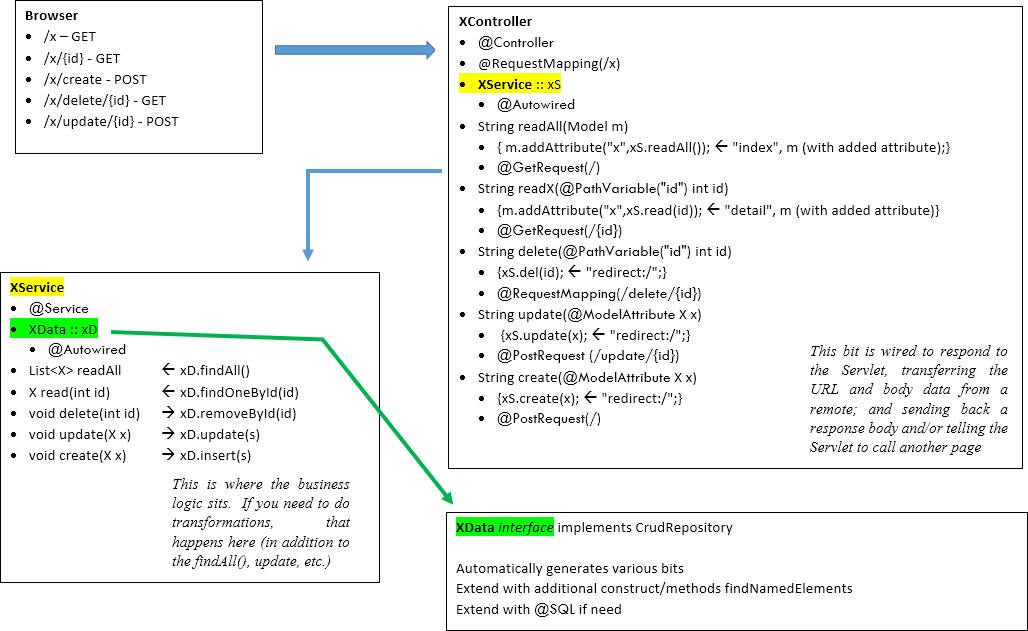 Browser
• /x – GET
• /x/{id} - GET
• /x/create - POST
• /x/delete/{id} - GET
• /x/update/{id} - POST
XController
• @Controller
• @RequestMapping(/x)
• XService :: xS
• @Autowired
• String readAll(Model m)
• { m.addAttribute("x",xS.readAll()); ← "index", m (with added attribute);}
• @GetRequest(/)
• String readX(@PathVariable("id") int id)
• {m.addAttribute("x",xS.read(id)); ← "detail", m (with added attribute)}
• @GetRequest(/{id})
• String delete(@PathVariable("id") int id)
• {xS.del(id); ← "redirect:/";}
• @RequestMapping(/delete/{id})
• String update(@ModelAttribute X x)
• {xS.update(x); ← "redirect:/";}
• @PostRequest (/update/{id})
• String create(@ModelAttribute X x)
• {xS.create(x); ← "redirect:/";}
• @PostRequest(/)
This bit is wired to respond to
the Servlet, transferring the
URL and body data from a
remote; and sending back a
response body and/or telling the
Servlet to call another page
XService
• @Service
• XData :: xD
• @Autowired
• List<X> readAll ← xD.findAll()
• X read(int id) ← xD.findOneById(id)
• void delete(int id) → xD.removeById(id)
• void update(X x) → xD.update(s)
• void create(X x) → xD.insert(s)
This is where the business
logic sits. If you need to do
transformations, that
happens here (in addition to
the findAll(), update, etc.)
XData interface implements CrudRepository
Automatically generates various bits
Extend with additional construct/methods findNamedElements
Extend with @SQL if need